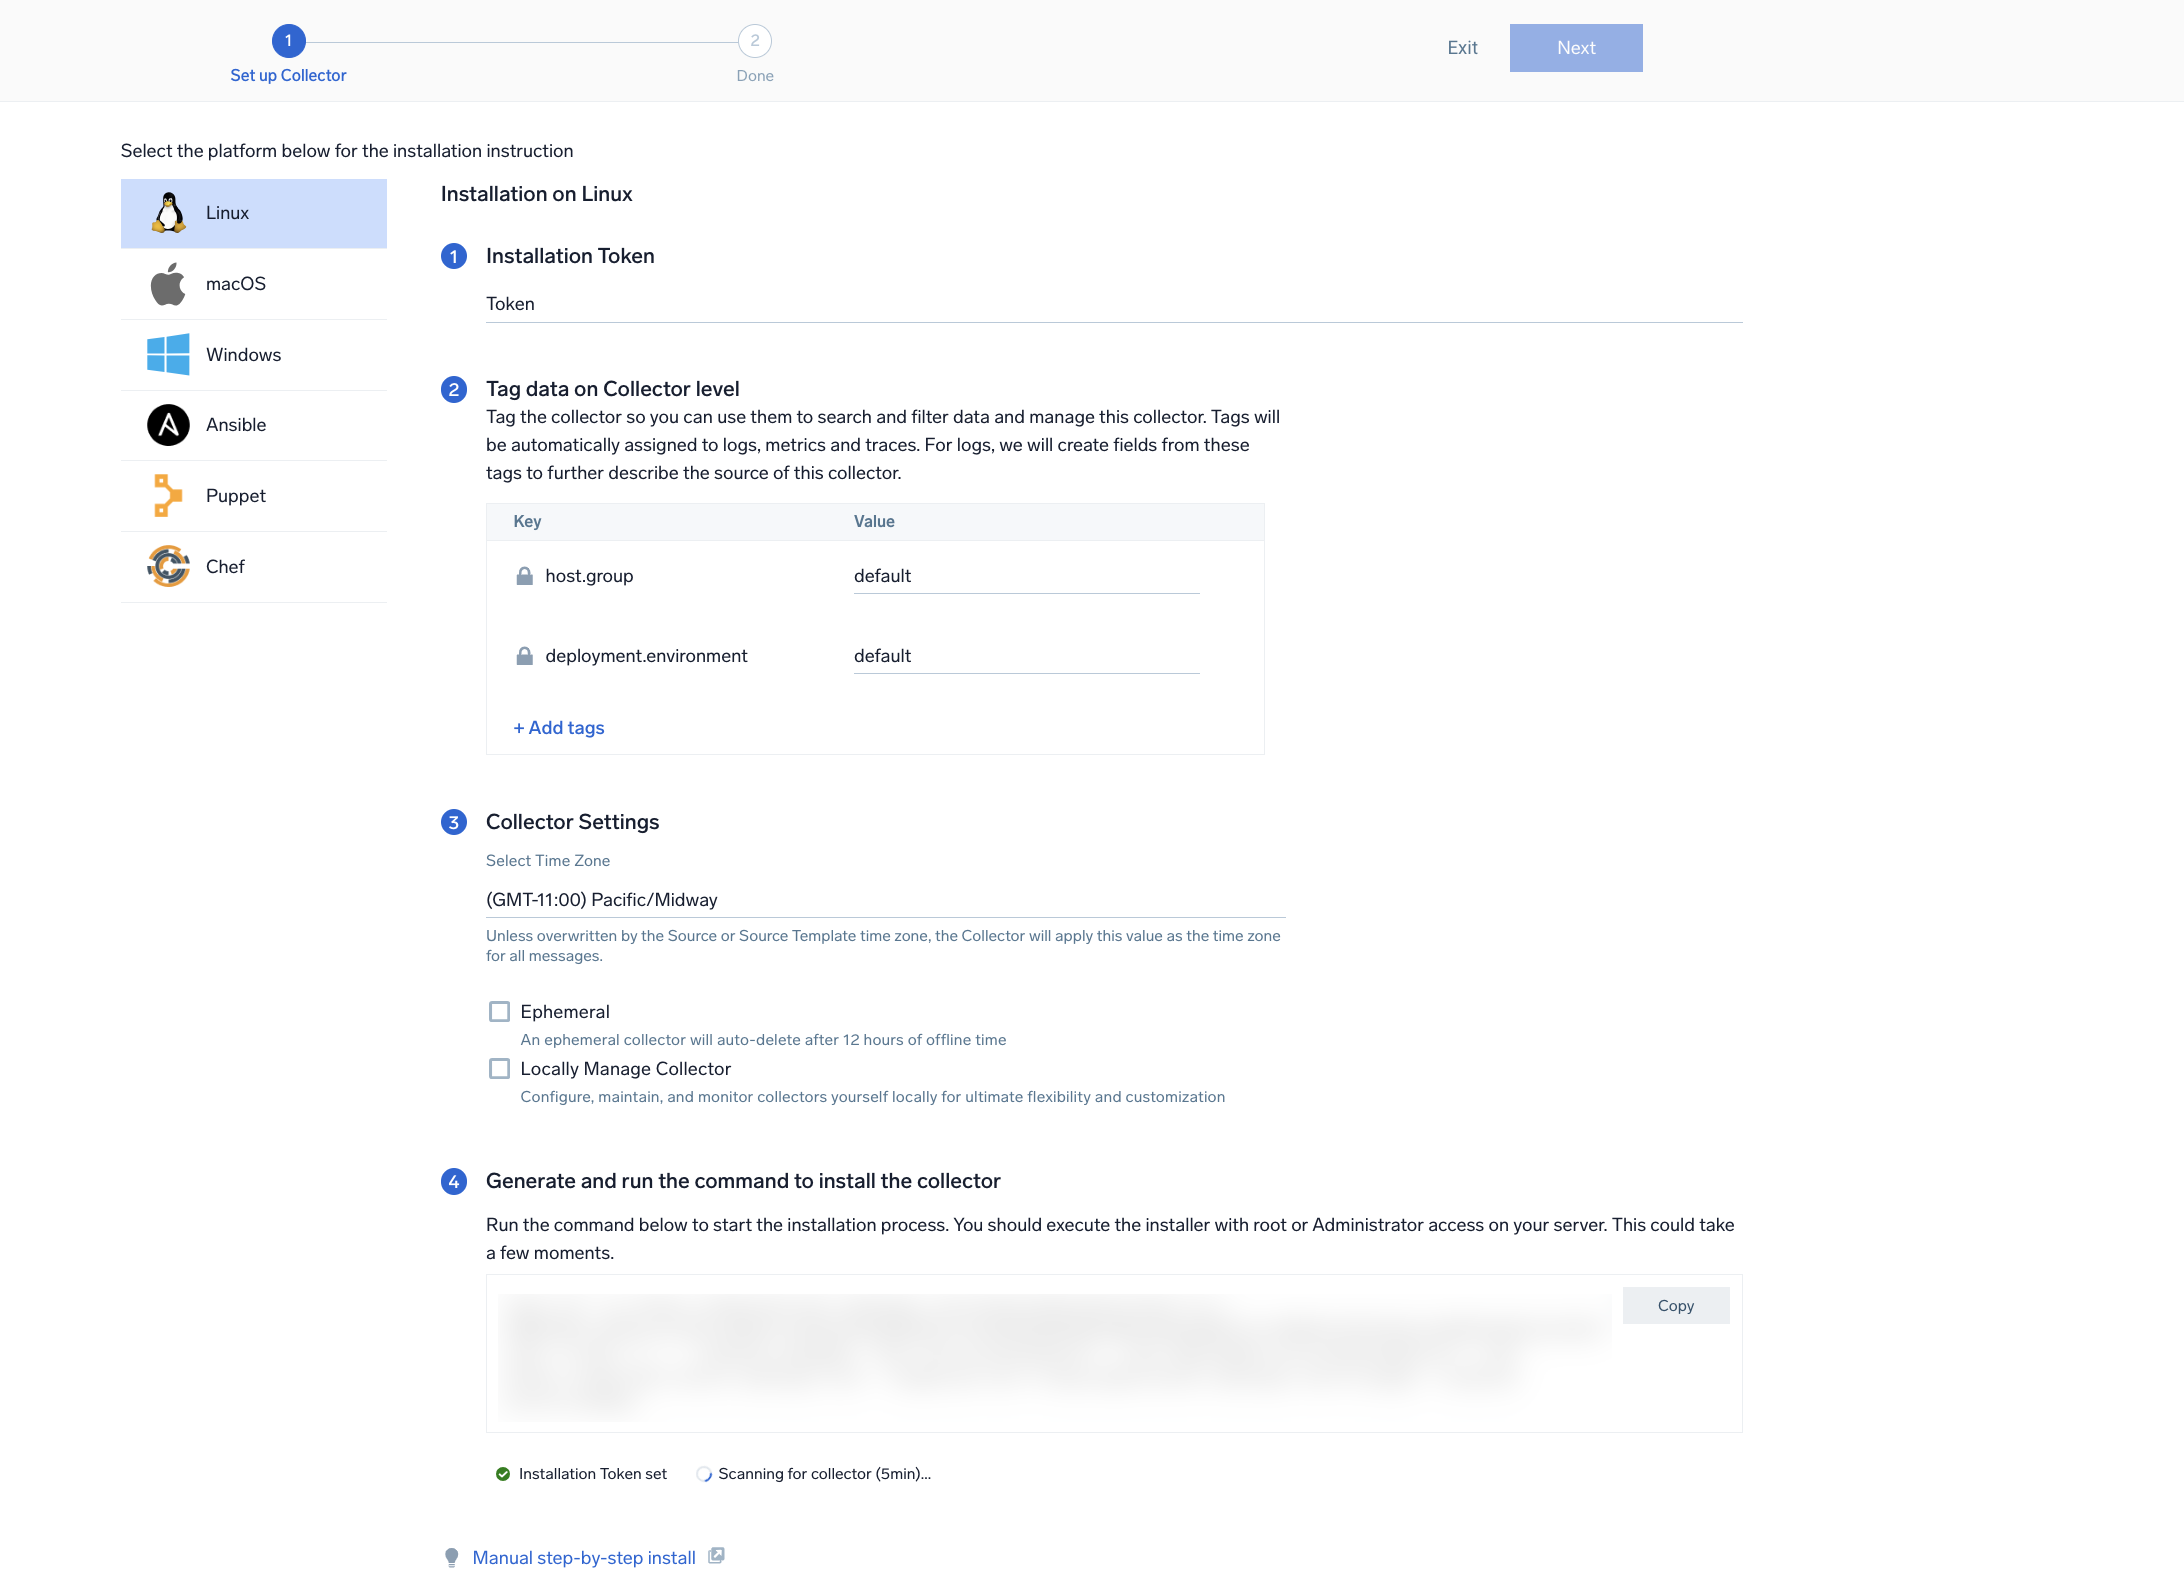 1
Set up Collector
2
Done
Exit
Next
Select the platform below for the installation instruction
Linux
macOS
Windows
Ansible
Puppet
Chef
Installation on Linux
1 Installation Token
Token
2 Tag data on Collector level
Tag the collector so you can use them to search and filter data and manage this collector. Tags will
be automatically assigned to logs, metrics and traces. For logs, we will create fields from these
tags to further describe the source of this collector.
Key Value
host.group default
deployment.environment default
+ Add tags
3 Collector Settings
Select Time Zone
(GMT-11:00) Pacific/Midway
Unless overwritten by the Source or Source Template time zone, the Collector will apply this value as the time zone
for all messages.
Ephemeral
An ephemeral collector will auto-delete after 12 hours of offline time
Locally Manage Collector
Configure, maintain, and monitor collectors yourself locally for ultimate flexibility and customization
4 Generate and run the command to install the collector
Run the command below to start the installation process. You should execute the installer with root or Administrator access on your server. This could take
a few moments.
Copy
Installation Token set Scanning for collector (5min)...
Manual step-by-step install